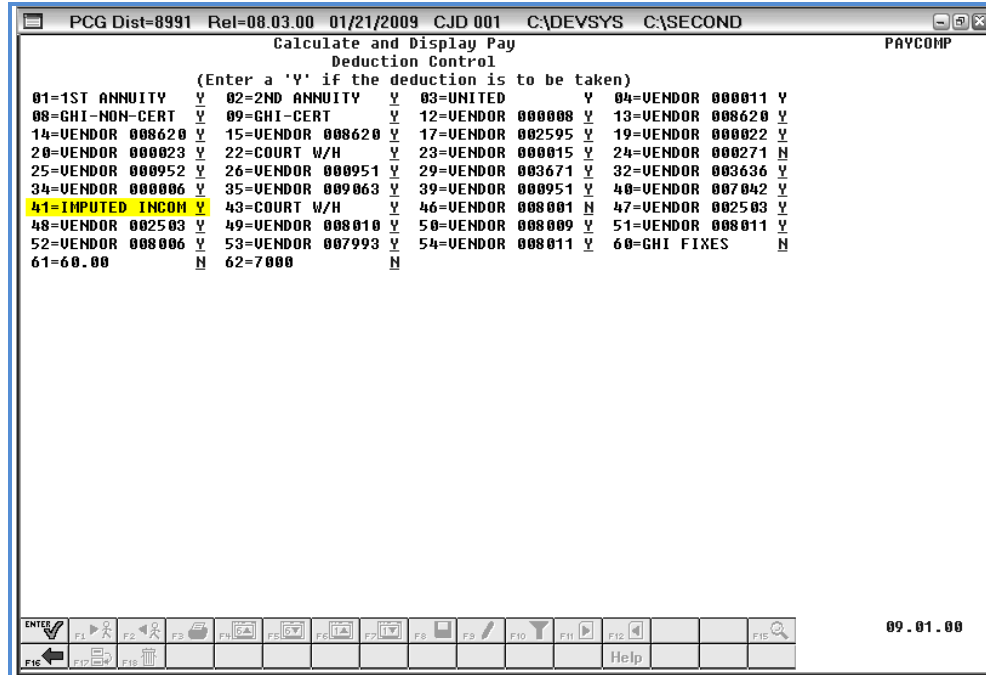 PCG Dist=8991 Rel=08.03.00 01/21/2009 CJD 001 C:\DEVSYS C:\SECOND
Calculate and Display Pay PAYCOMP
Deduction Control
(Enter a 'Y' if the deduction is to be taken)
01=1ST ANNUITY Y 02=2ND ANNUITY Y 03=UNITED Y 04=VENDOR 000011 Y
08=GHI-NON-CERT Y 09=GHI-CERT Y 12=VENDOR 000008 Y 13=VENDOR 008620 Y
14=VENDOR 008620 Y 15=VENDOR 008620 Y 17=VENDOR 002595 Y 19=VENDOR 000022 Y
20=VENDOR 000023 Y 22=COURT W/H Y 23=VENDOR 000015 Y 24=VENDOR 000271 N
25=VENDOR 000952 Y 26=VENDOR 000951 Y 29=VENDOR 003671 Y 32=VENDOR 003636 Y
34=VENDOR 000006 Y 35=VENDOR 009063 Y 39=VENDOR 000951 Y 40=VENDOR 007042 Y
41=IMPUTED INCOM Y 43=COURT W/H Y 46=VENDOR 008001 N 47=VENDOR 002503 Y
48=VENDOR 002503 Y 49=VENDOR 008010 Y 50=VENDOR 008009 Y 51=VENDOR 008011 Y
52=VENDOR 008006 Y 53=VENDOR 007993 Y 54=VENDOR 008011 Y 60=GHI FIXES N
61=60.00 N 62=7000 N
ENTER F1 F2 F3 F4 F5 F6 F7 F8 F9 F10 F11 F12 F15 09.01.00
F16 F17 F18 Help